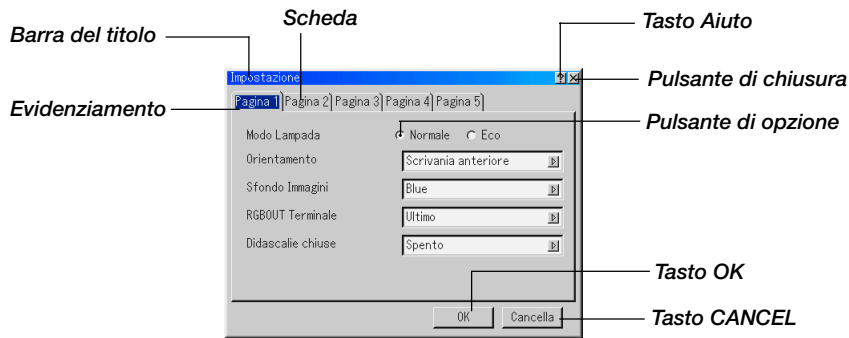 Scheda
Tasto Aiuto
Barra del titolo
Impostazione
?
Pulsante di chiusura
Evidenziamento
Pagina 1 Pagina 2 Pagina 3 Pagina 4 Pagina 5
Pulsante di opzione
Modo Lampada Normale Eco
Orientamento Scrivania anteriore
Sfondo Immagini Blue
RGBOUT Terminale Ultimo
Didascalie chiuse Spento
Tasto OK
OK Cancella
Tasto CANCEL